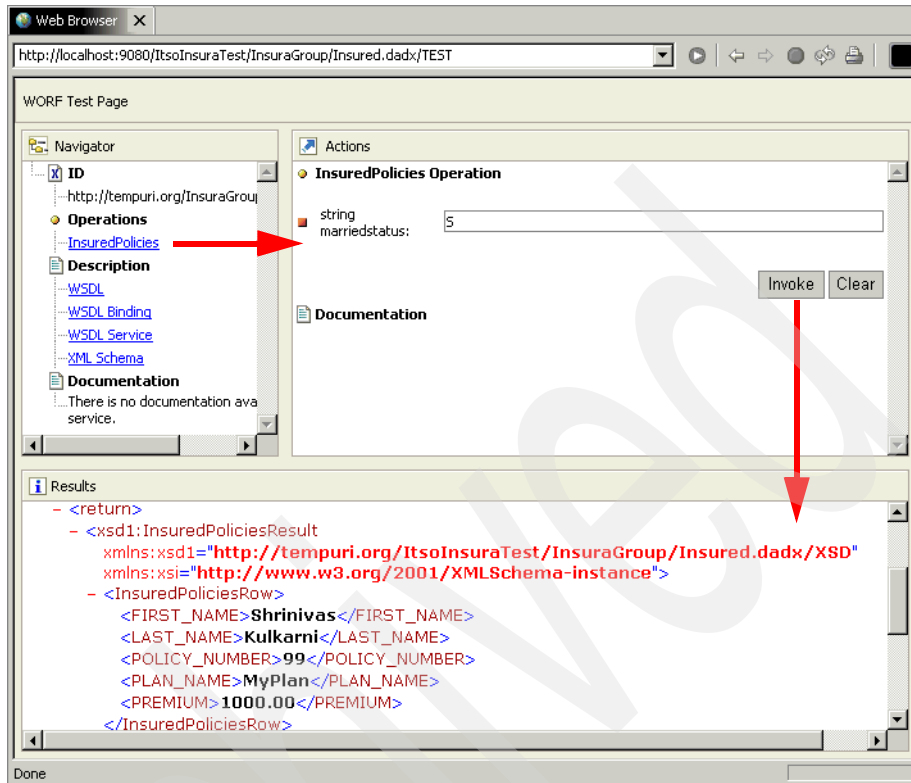 Web Browser
http://localhost:9080/ItsoInsuraTest/InsuraGroup/Insured.dadx/TEST
WORF Test Page
Navigator
ID
http://tempuri.org/InsuraGrou
Operations
InsuredPolicies
Description
WSDL
WSDL Binding
WSDL Service
XML Schema
Documentation
There is no documentation ava
service.
Actions
InsuredPolicies Operation
string
marriedstatus:
S
Invoke Clear
Documentation
Results
- <return>
- <xsd1:InsuredPoliciesResult
xmlns:xsd1="http://tempuri.org/ItsoInsuraTest/InsuraGroup/Insured.dadx/XSD"
xmlns:xsi="http://www.w3.org/2001/XMLSchema-instance">
- <InsuredPoliciesRow>
<FIRST_NAME>Shrinivas</FIRST_NAME>
<LAST_NAME>Kulkarni</LAST_NAME>
<POLICY_NUMBER>99</POLICY_NUMBER>
<PLAN_NAME>MyPlan</PLAN_NAME>
<PREMIUM>1000.00</PREMIUM>
</InsuredPoliciesRow>
Done